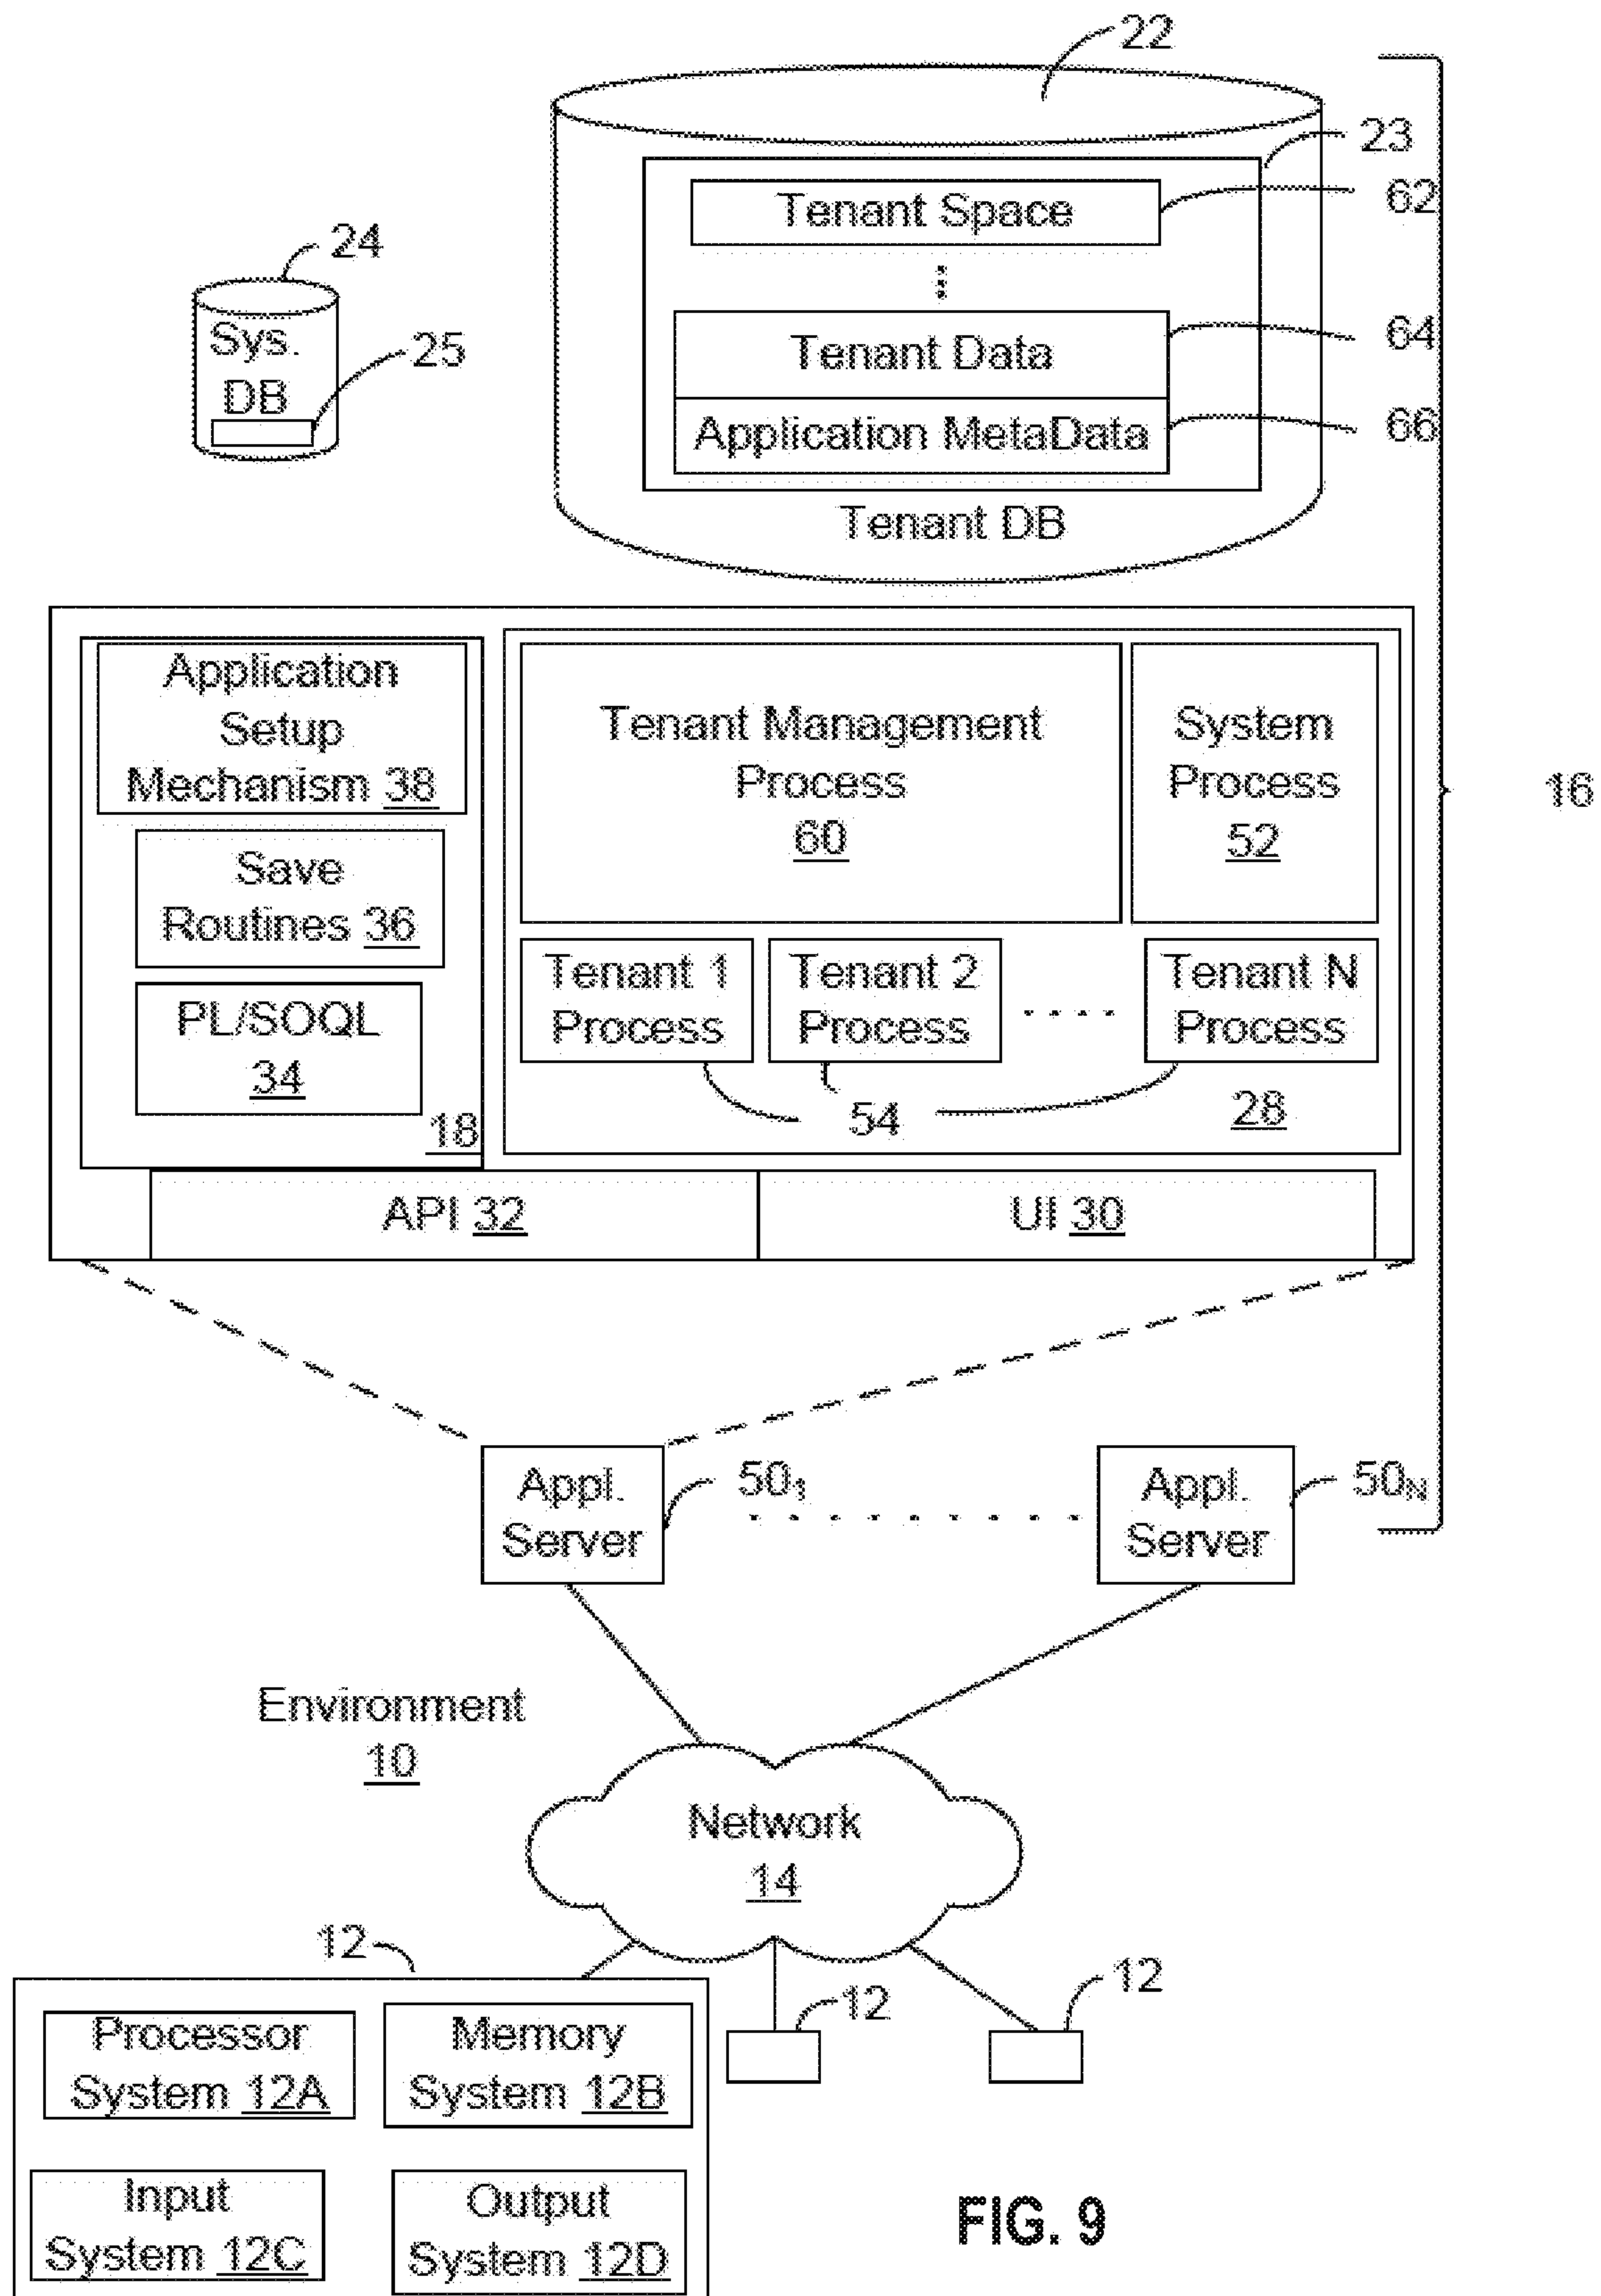 22
23
Tenant Space
62
24
Tenant Data
64
Sys.
DB
25
Application MetaData
66
Tenant DB
Application
Setup
Mechanism 38
Tenant Management
Process
60
System
Process
52
16
Save
Routines 36
Tenant 1
Process
Tenant 2
Process
Tenant N
Process
PL/SOQL
34
18
54
28
API 32
UI 30
Appl.
Server
50₁
Appl.
Server
50N
Environment
10
Network
14
12
12
12
Processor
System 12A
Memory
System 12B
Input
System 12C
Output
System 12D
FIG. 9